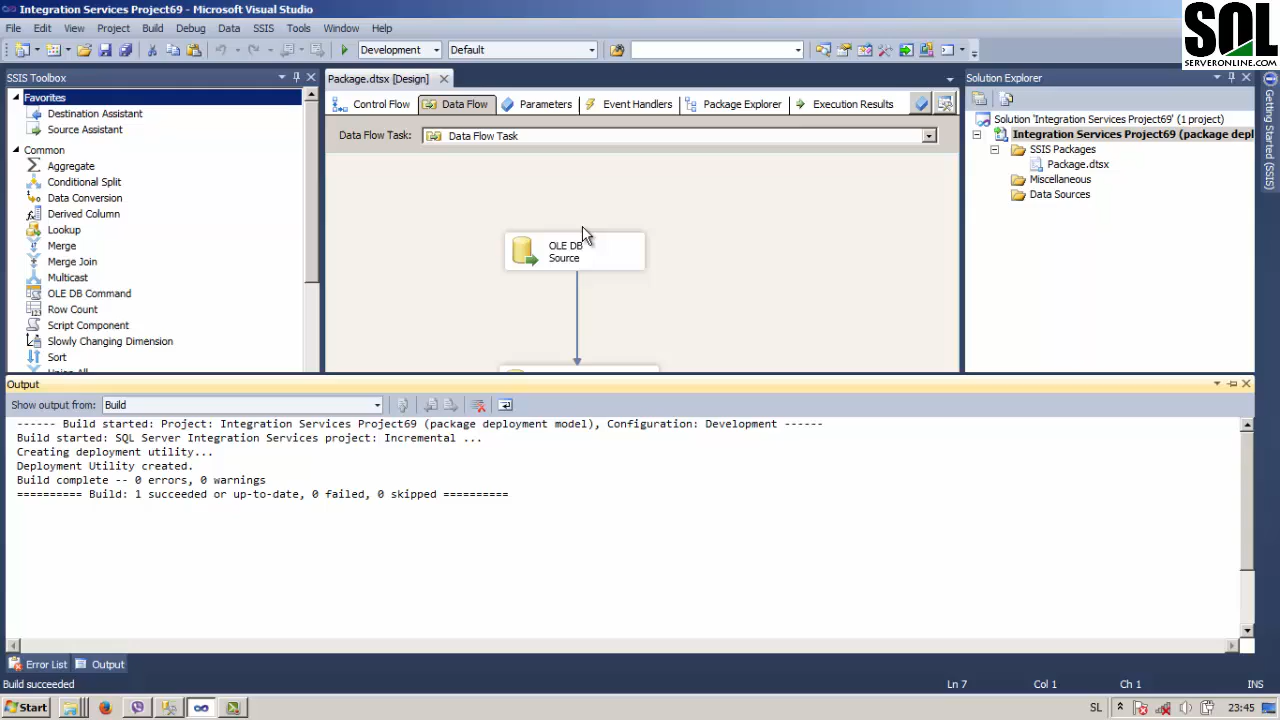 Integration Services Project69 - Microsoft Visual Studio
File Edit View Project Build Debug Data SSIS Tools Window Help
Development Default
SQL
SERVERONLINE.COM
SSIS Toolbox
Favorites
Destination Assistant
Source Assistant
Common
Aggregate
Conditional Split
Data Conversion
Derived Column
Lookup
Merge
Merge Join
Multicast
OLE DB Command
Row Count
Script Component
Slowly Changing Dimension
Sort
Package.dtsx [Design]
Control Flow Data Flow Parameters Event Handlers Package Explorer Execution Results
Data Flow Task: Data Flow Task
OLE DB
Source
Solution Explorer
Solution 'Integration Services Project69' (1 project)
Integration Services Project69 (package depl
SSIS Packages
Package.dtsx
Miscellaneous
Data Sources
Getting Started (SSIS)
Output
Show output from: Build
------ Build started: Project: Integration Services Project69 (package deployment model), Configuration: Development ------
Build started: SQL Server Integration Services project: Incremental ...
Creating deployment utility...
Deployment Utility created.
Build complete -- 0 errors, 0 warnings
========== Build: 1 succeeded or up-to-date, 0 failed, 0 skipped ==========
Error List Output
Build succeeded Ln 7 Col 1 Ch 1 INS
Start SL 23:45